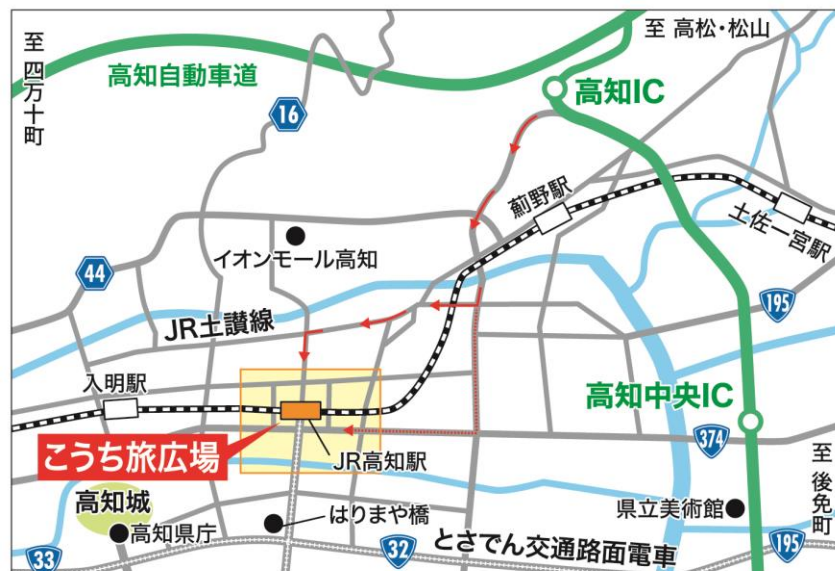 至 四万十町
高知自動車道
16
至 高松・松山
高知IC
薊野駅
土佐一宮駅
イオンモール高知
44
JR土讃線
195
入明駅
高知中央IC
こうち旅広場
JR高知駅
374
至 後免町
高知城
高知県庁
はりまや橋
県立美術館
33
32
とさでん交通路面電車
195